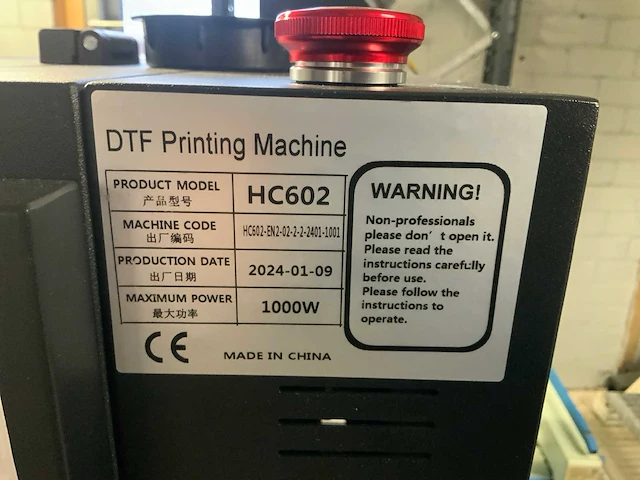 DTF Printing Machine
PRODUCT MODEL HC602
产品型号
MACHINE CODE HC602-EN2-02-2-2-2401-1001
出厂编码
PRODUCTION DATE 2024-01-09
出厂日期
MAXIMUM POWER 1000W
最大功率
CE MADE IN CHINA
WARNING!
Non-professionals
please don't open it.
Please read the
instructions carefully
before use.
Please follow the
instructions to
operate.